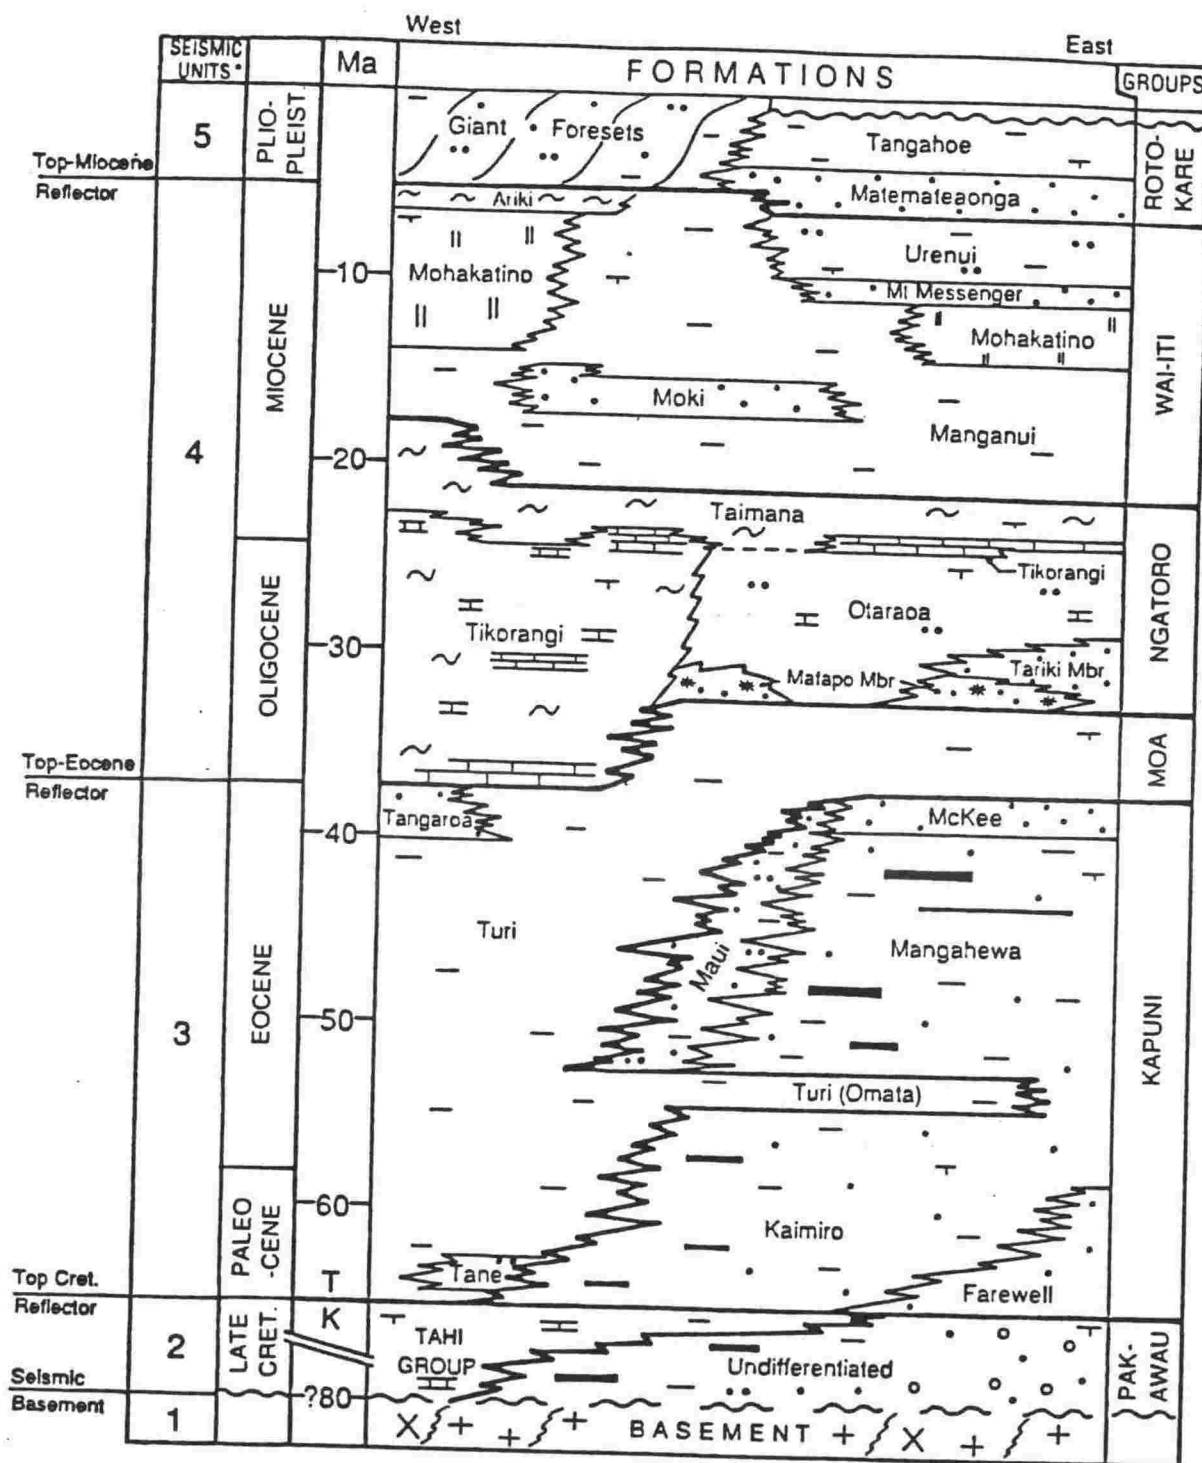 West
East
SEISMIC
UNITS
Ma
FORMATIONS
GROUPS
5
PLIO-
PLEIST.
Giant Foresets
Tangahoe
ROTO-
KARE
Top-Miocene
Reflector
Ariki
Matemateaonga
Mohakatino
Urenui
10
Mt Messenger
Mohakatino
MIOCENE
WAI-ITI
Moki
Manganui
4
20
Taimana
Tikorangi
NGATORO
OLIGOCENE
Otaraoa
Tikorangi
30
Matapo Mbr
Tariki Mbr
MOA
Top-Eocene
Reflector
Tangaroa
McKee
40
Turi
Maui
Mangahewa
EOCENE
3
50
KAPUNI
Turi (Omata)
PALEO
-CENE
60
Kaimiro
Tane
T
Farewell
Top Cret.
Reflector
K
2
LATE
CRET.
TAHI
GROUP
Undifferentiated
PAK-
AWAU
Seismic
Basement
?80
1
BASEMENT